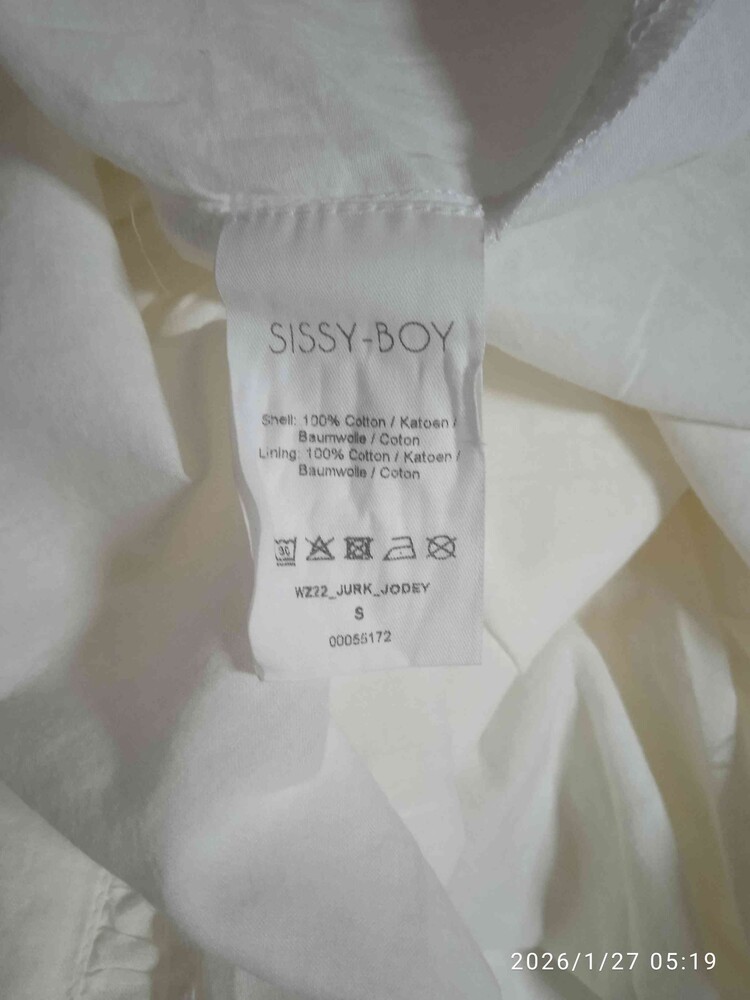 SISSY-BOY
Shell: 100% Cotton / Katoen /
Baumwolle / Coton
Lining: 100% Cotton / Katoen /
Baumwolle / Coton
30
WZ22_JURK_JODEY
S
00055172
2026/1/27 05:19